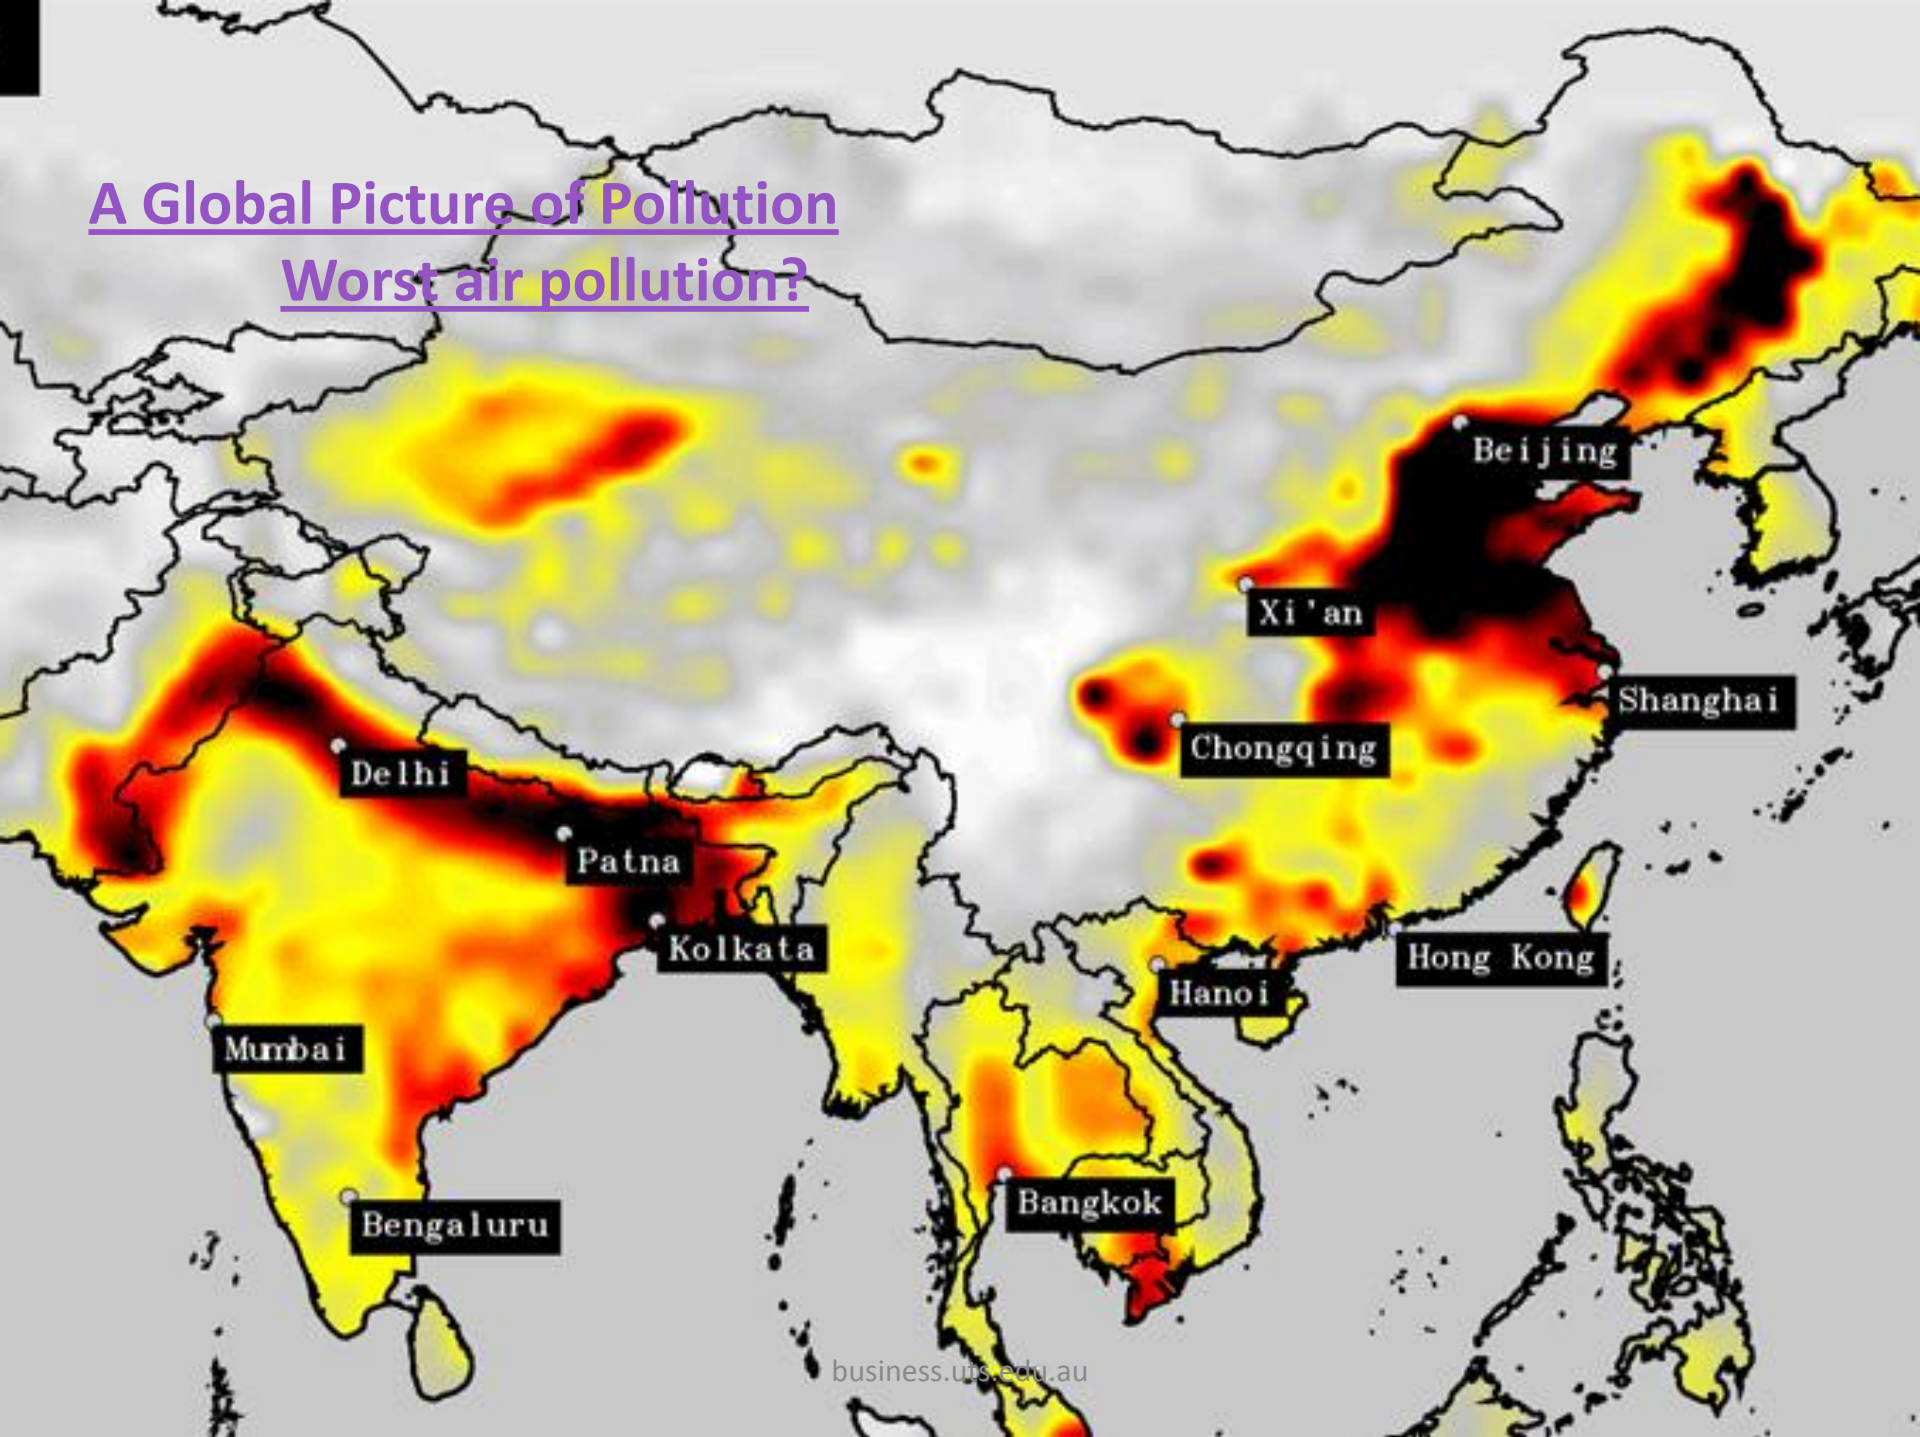 A Global Picture of Pollution
Worst air pollution?
Beijing
Xi'an
Shanghai
Chongqing
Delhi
Patna
Kolkata
Hong Kong
Hanoi
Mumbai
Bangkok
Bengaluru
business.uts.edu.au